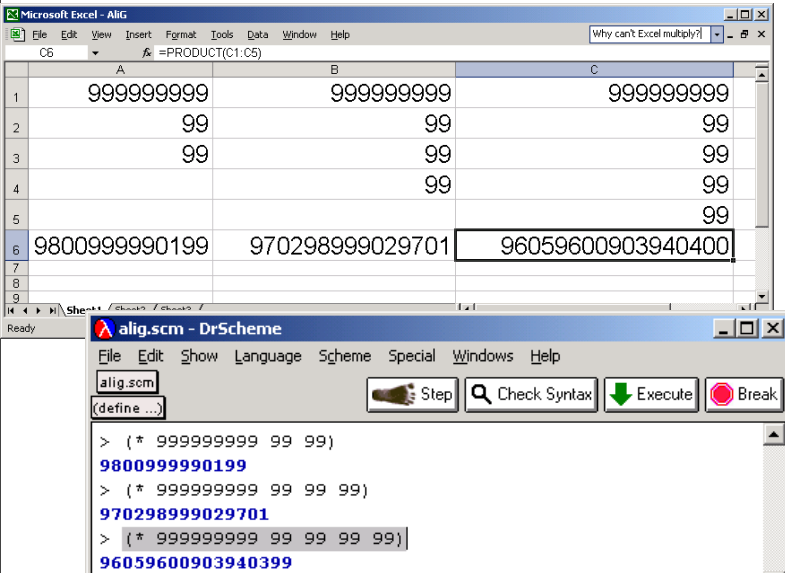 Microsoft Excel - AliG
File Edit View Insert Format Tools Data Window Help Why can't Excel multiply?
C6 fx =PRODUCT(C1:C5)
A B C
1 999999999 999999999 999999999
2 99 99 99
3 99 99 99
4 99 99
5 99
6 9800999990199 970298999029701 96059600903940400
7
8
9
Sheet1 Sheet2 Sheet3
Ready
alig.scm - DrScheme
File Edit Show Language Scheme Special Windows Help
alig.scm
(define ...) Step Check Syntax Execute Break
> (* 999999999 99 99)
9800999990199
> (* 999999999 99 99 99)
970298999029701
> (* 999999999 99 99 99 99)
96059600903940399